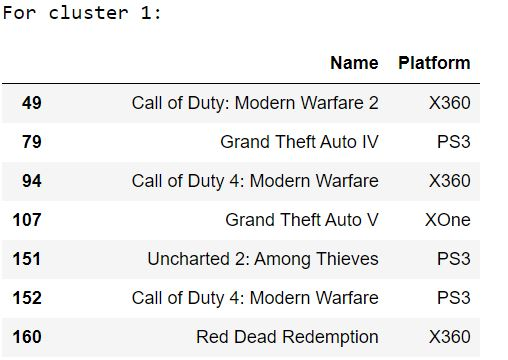 For cluster 1:
Name Platform
49 Call of Duty: Modern Warfare 2 X360
79 Grand Theft Auto IV PS3
94 Call of Duty 4: Modern Warfare X360
107 Grand Theft Auto V XOne
151 Uncharted 2: Among Thieves PS3
152 Call of Duty 4: Modern Warfare PS3
160 Red Dead Redemption X360